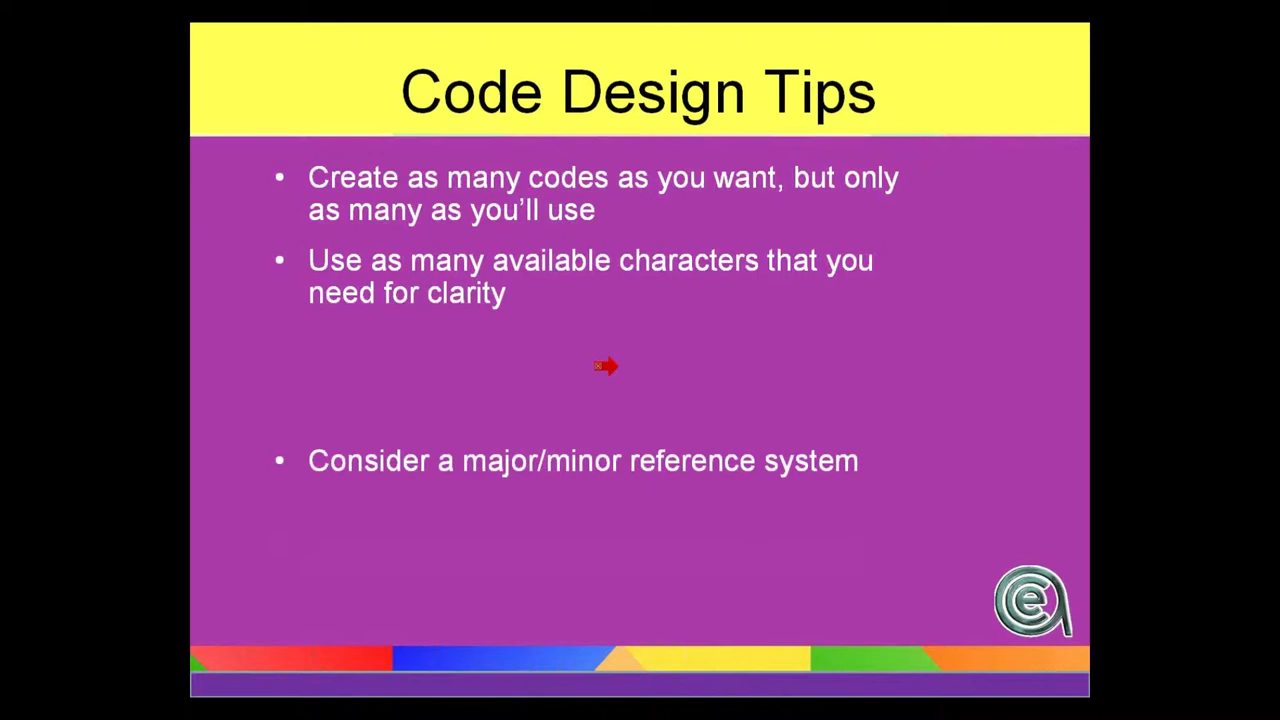 Code Design Tips
• Create as many codes as you want, but only
as many as you’ll use
• Use as many available characters that you
need for clarity
• Consider a major/minor reference system